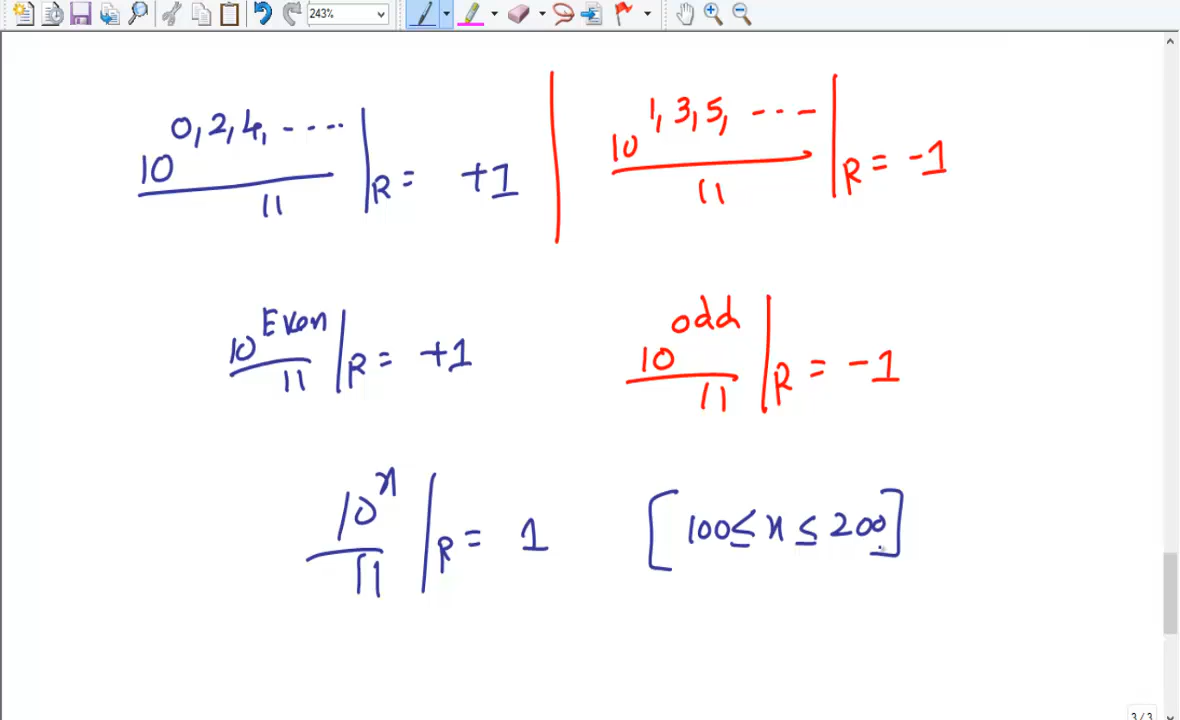 243%
10^0,2,4, ---- / 11 | R = +1
10^1,3,5, --- / 11 | R = -1
10^Even / 11 | R = +1
10^odd / 11 | R = -1
10^x / 11 | R = 1 [100 ≤ x ≤ 200]
3/3